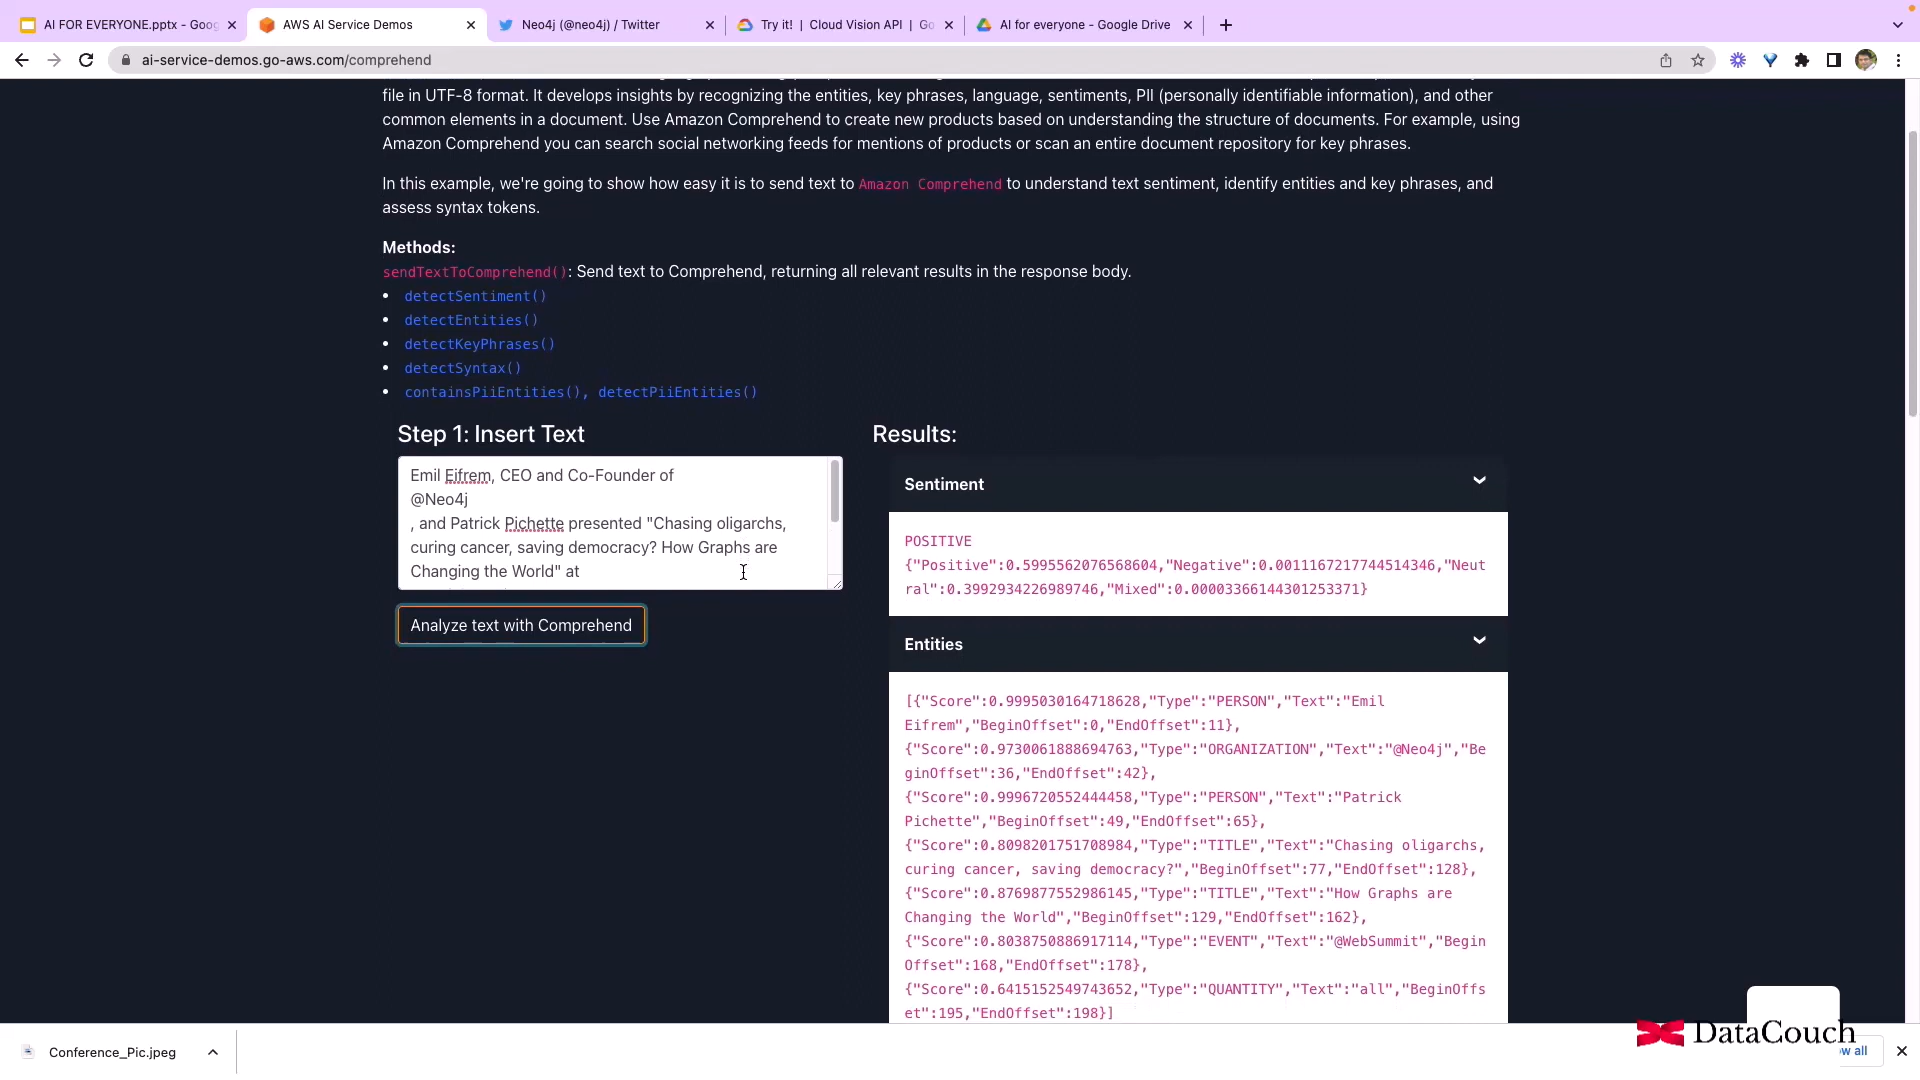 AI FOR EVERYONE.pptx - Goog
AWS AI Service Demos
Neo4j (@neo4j) / Twitter
Try it! | Cloud Vision API | Go
AI for everyone - Google Drive
ai-service-demos.go-aws.com/comprehend
file in UTF-8 format. It develops insights by recognizing the entities, key phrases, language, sentiments, PII (personally identifiable information), and other
common elements in a document. Use Amazon Comprehend to create new products based on understanding the structure of documents. For example, using
Amazon Comprehend you can search social networking feeds for mentions of products or scan an entire document repository for key phrases.
In this example, we're going to show how easy it is to send text to Amazon Comprehend to understand text sentiment, identify entities and key phrases, and
assess syntax tokens.
Methods:
sendTextToComprehend(): Send text to Comprehend, returning all relevant results in the response body.
• detectSentiment()
• detectEntities()
• detectKeyPhrases()
• detectSyntax()
• containsPiiEntities(), detectPiiEntities()
Step 1: Insert Text
Emil Eifrem, CEO and Co-Founder of
@Neo4j
, and Patrick Pichette presented "Chasing oligarchs,
curing cancer, saving democracy? How Graphs are
Changing the World" at
Analyze text with Comprehend
Results:
Sentiment
POSITIVE
{"Positive":0.5995562076568604,"Negative":0.0011167217744514346,"Neut
ral":0.3992934226989746,"Mixed":0.00003366144301253371}
Entities
[{"Score":0.9995030164718628,"Type":"PERSON","Text":"Emil
Eifrem","BeginOffset":0,"EndOffset":11},
{"Score":0.9730061888694763,"Type":"ORGANIZATION","Text":"@Neo4j","Be
ginOffset":36,"EndOffset":42},
{"Score":0.9996720552444458,"Type":"PERSON","Text":"Patrick
Pichette","BeginOffset":49,"EndOffset":65},
{"Score":0.8098201751708984,"Type":"TITLE","Text":"Chasing oligarchs,
curing cancer, saving democracy?","BeginOffset":77,"EndOffset":128},
{"Score":0.8769877552986145,"Type":"TITLE","Text":"How Graphs are
Changing the World","BeginOffset":129,"EndOffset":162},
{"Score":0.8038750886917114,"Type":"EVENT","Text":"@WebSummit","Begin
Offset":168,"EndOffset":178},
{"Score":0.6415152549743652,"Type":"QUANTITY","Text":"all","BeginOffs
et":195,"EndOffset":198}]
Conference_Pic.jpeg
DataCouch
ow all